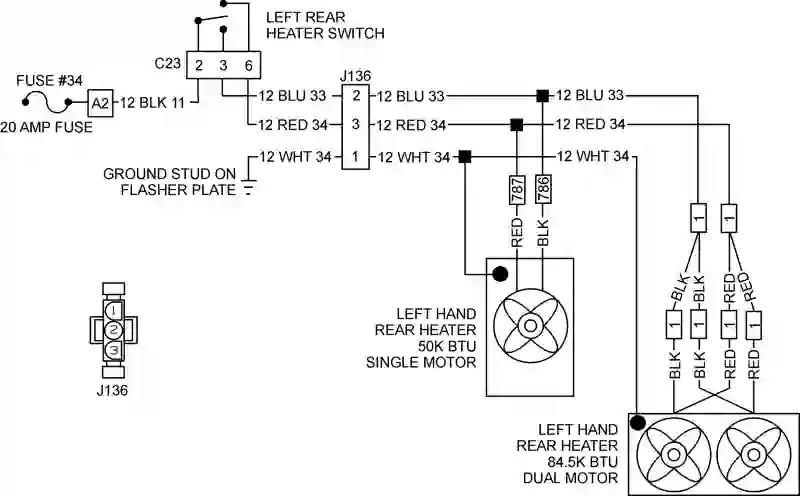 LEFT REAR
HEATER SWITCH
C23
2 3 6
FUSE #34
A2
12 BLK 11
20 AMP FUSE
J136
12 BLU 33
2
12 BLU 33
12 BLU 33
12 RED 34
3
12 RED 34
12 RED 34
12 WHT 34
1
12 WHT 34
12 WHT 34
GROUND STUD ON
FLASHER PLATE
787
786
RED
BLK
1
1
BLK
BLK
RED
RED
1
1
1
1
BLK
BLK
RED
RED
1
2
3
J136
LEFT HAND
REAR HEATER
50K BTU
SINGLE MOTOR
LEFT HAND
REAR HEATER
84.5K BTU
DUAL MOTOR